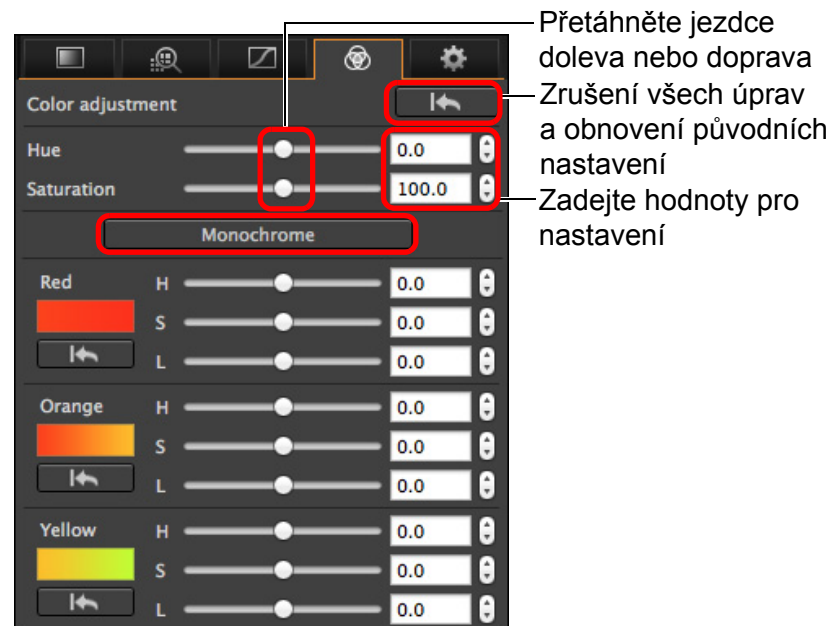 Přetáhněte jezdce
doleva nebo doprava
Zrušení všech úprav
a obnovení původních
nastavení
Zadejte hodnoty pro
nastavení
Color adjustment
Hue 0.0
Saturation 100.0
Monochrome
Red H 0.0
S 0.0
L 0.0
Orange H 0.0
S 0.0
L 0.0
Yellow H 0.0
S 0.0
L 0.0